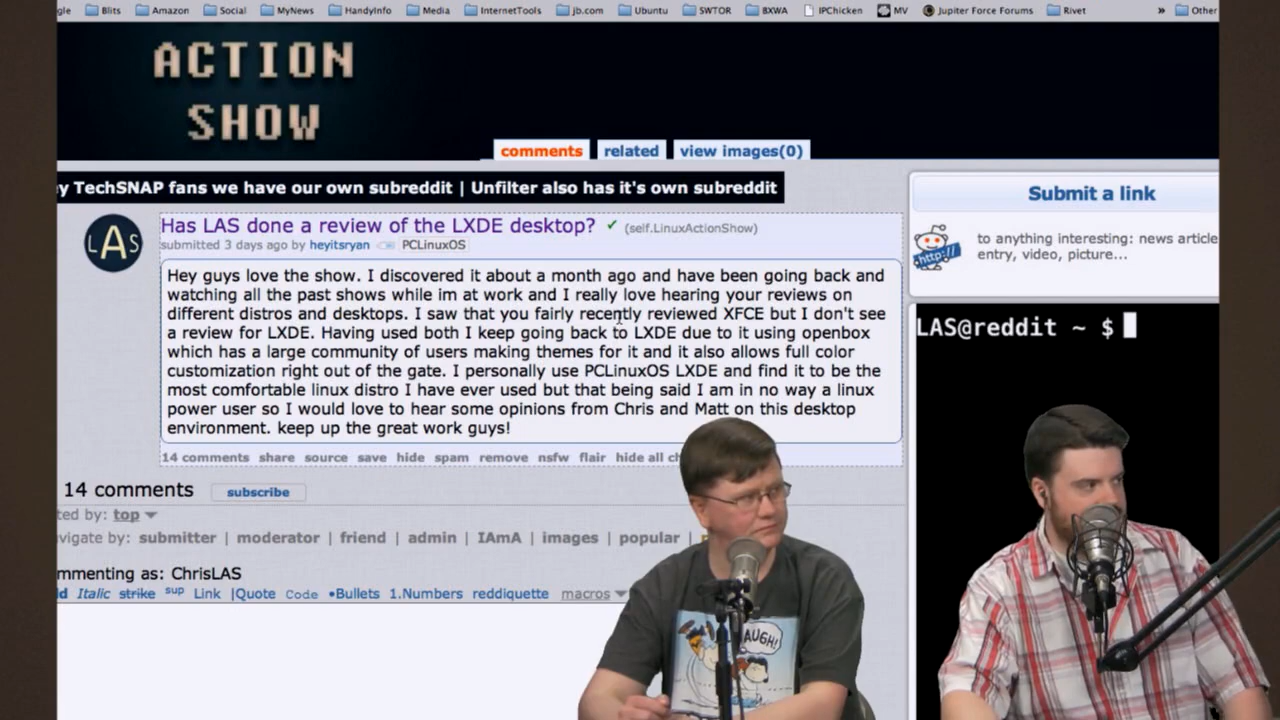 gle Blits Amazon Social MyNews HandyInfo Media InternetTools jb.com Ubuntu SWTOR BXWA IPChicken MV Jupiter Force Forums Rivet » Other
ACTION
SHOW
comments related view images(0)
y TechSNAP fans we have our own subreddit | Unfilter also has it's own subreddit
Submit a link
to anything interesting: news article
entry, video, picture...
http://
LAS
Has LAS done a review of the LXDE desktop? ✔ (self.LinuxActionShow)
submitted 3 days ago by heyitsryan PCLinuxOS
Hey guys love the show. I discovered it about a month ago and have been going back and
watching all the past shows while im at work and I really love hearing your reviews on
different distros and desktops. I saw that you fairly recently reviewed XFCE but I don't see
a review for LXDE. Having used both I keep going back to LXDE due to it using openbox
which has a large community of users making themes for it and it also allows full color
customization right out of the gate. I personally use PCLinuxOS LXDE and find it to be the
most comfortable linux distro I have ever used but that being said I am in no way a linux
power user so I would love to hear some opinions from Chris and Matt on this desktop
environment. keep up the great work guys!
14 comments share source save hide spam remove nsfw flair hide all ch
LAS@reddit ~ $
14 comments subscribe
ted by: top
vigate by: submitter | moderator | friend | admin | IAmA | images | popular |
mmenting as: ChrisLAS
ld Italic strike sup Link |Quote Code •Bullets 1.Numbers reddiquette macros
AUGH!